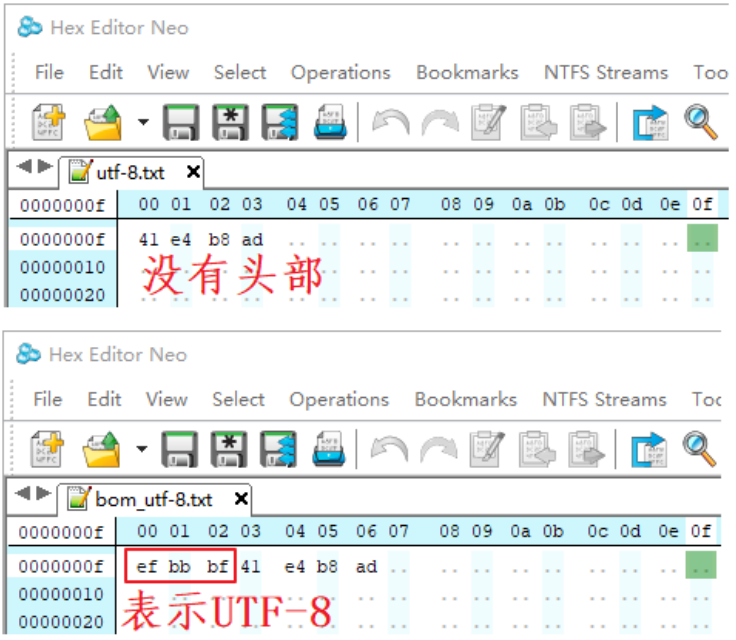 Hex Editor Neo
File Edit View Select Operations Bookmarks NTFS Streams Too
utf-8.txt
0000000f 00 01 02 03 04 05 06 07 08 09 0a 0b 0c 0d 0e 0f
0000000f 41 e4 b8 ad .. .. .. .. .. .. .. .. .. .. .. ..
00000010 .. .. .. .. .. .. .. .. .. .. .. .. .. .. .. ..
没有头部
00000020 .. .. .. .. .. .. .. .. .. .. .. .. .. .. .. ..
Hex Editor Neo
File Edit View Select Operations Bookmarks NTFS Streams Toc
bom_utf-8.txt
0000000f 00 01 02 03 04 05 06 07 08 09 0a 0b 0c 0d 0e 0f
0000000f ef bb bf 41 e4 b8 ad .. .. .. .. .. .. .. .. ..
00000010 .. .. .. .. .. .. .. .. .. .. .. .. .. .. .. ..
表示UTF-8
00000020 .. .. .. .. .. .. .. .. .. .. .. .. .. .. .. ..